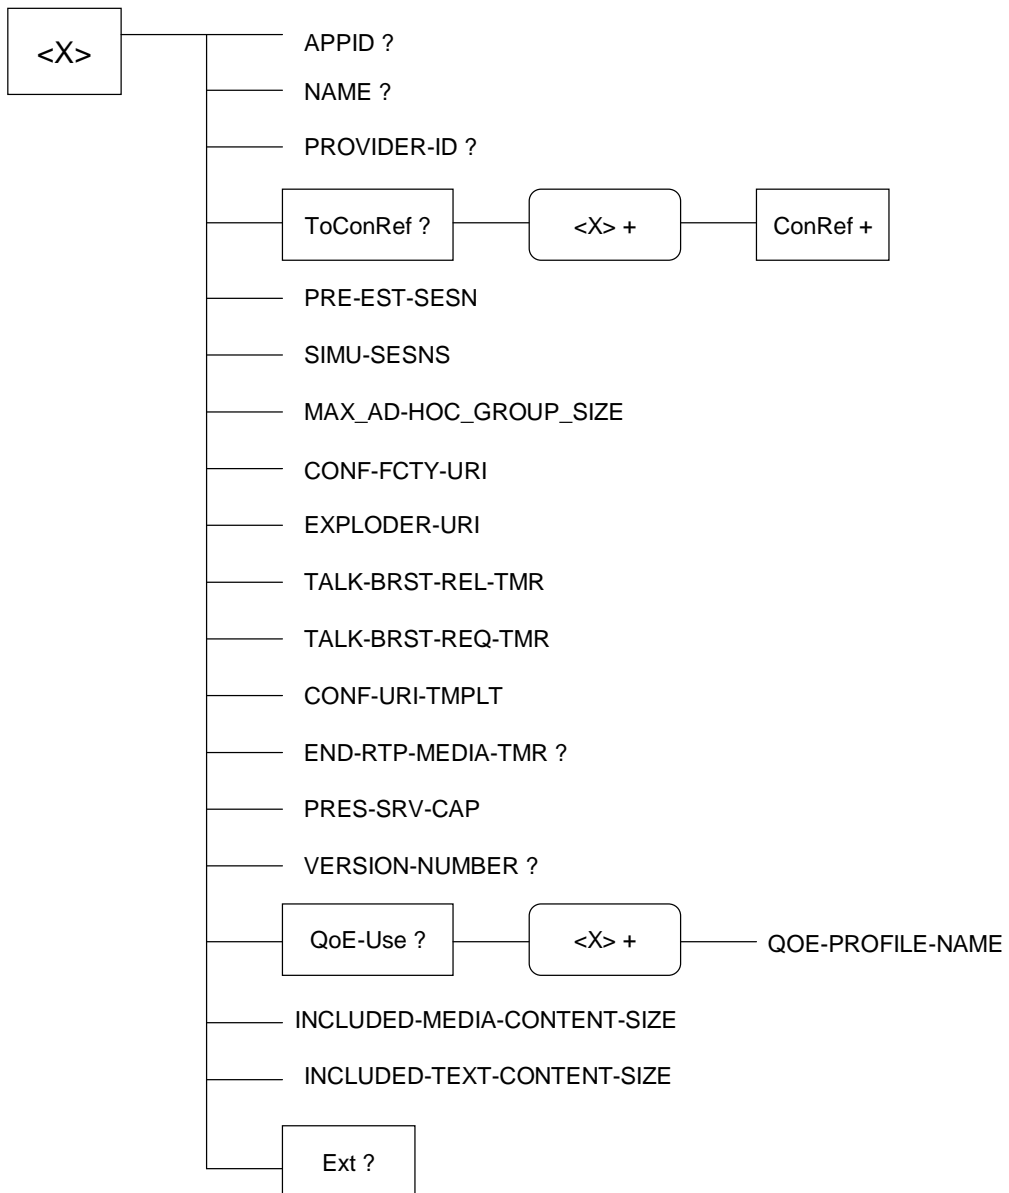 <X>
APPID ?
NAME ?
PROVIDER-ID ?
ToConRef ? <X> + ConRef +
PRE-EST-SESN
SIMU-SESNS
MAX_AD-HOC_GROUP_SIZE
CONF-FCTY-URI
EXPLODER-URI
TALK-BRST-REL-TMR
TALK-BRST-REQ-TMR
CONF-URI-TMPLT
END-RTP-MEDIA-TMR ?
PRES-SRV-CAP
VERSION-NUMBER ?
QoE-Use ? <X> + QOE-PROFILE-NAME
INCLUDED-MEDIA-CONTENT-SIZE
INCLUDED-TEXT-CONTENT-SIZE
Ext ?